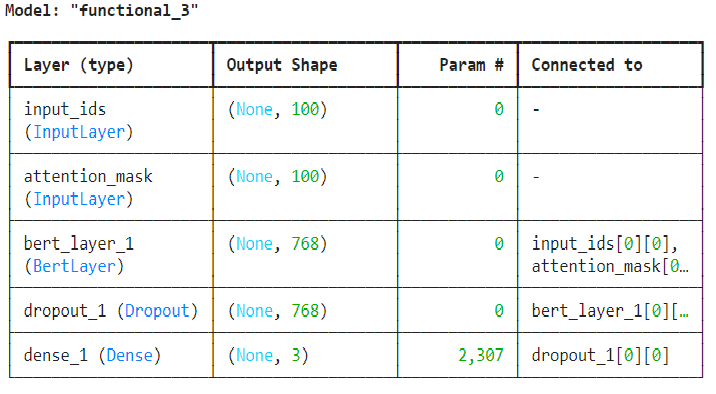 Model: "functional_3"
Layer (type) Output Shape Param # Connected to
input_ids (None, 100) 0 -
(InputLayer)
attention_mask (None, 100) 0 -
(InputLayer)
bert_layer_1 (None, 768) 0 input_ids[0][0],
(BertLayer) attention_mask[0…
dropout_1 (Dropout) (None, 768) 0 bert_layer_1[0][…
dense_1 (Dense) (None, 3) 2,307 dropout_1[0][0]